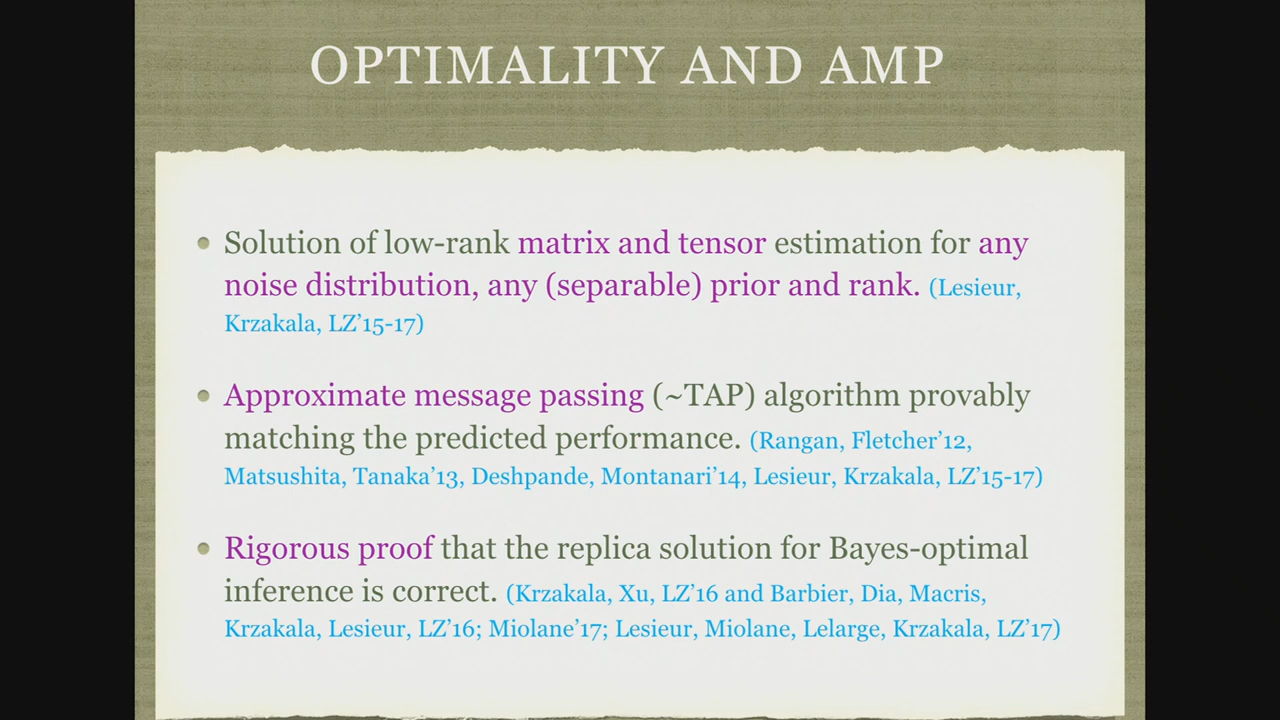 OPTIMALITY AND AMP
• Solution of low-rank matrix and tensor estimation for any
noise distribution, any (separable) prior and rank. (Lesieur,
Krzakala, LZ’15-17)
• Approximate message passing (~TAP) algorithm provably
matching the predicted performance. (Rangan, Fletcher’12,
Matsushita, Tanaka’13, Deshpande, Montanari’14, Lesieur, Krzakala, LZ’15-17)
• Rigorous proof that the replica solution for Bayes-optimal
inference is correct. (Krzakala, Xu, LZ’16 and Barbier, Dia, Macris,
Krzakala, Lesieur, LZ’16; Miolane’17; Lesieur, Miolane, Lelarge, Krzakala, LZ’17)